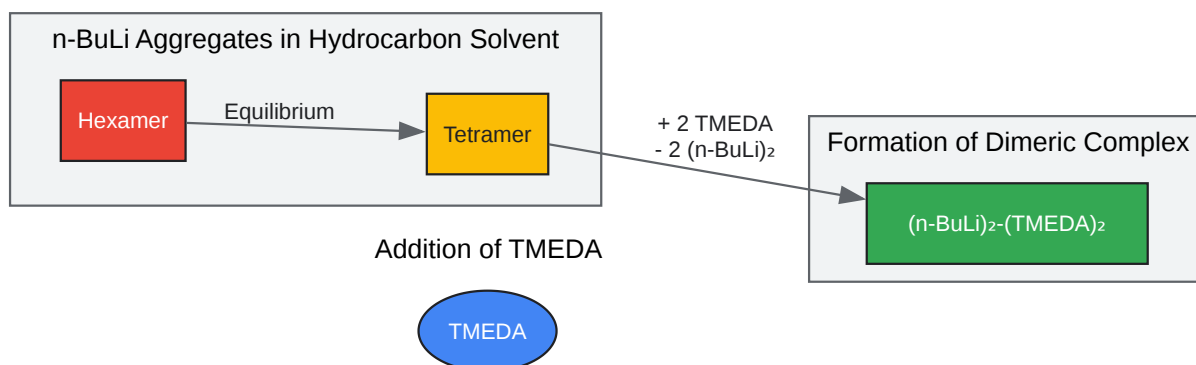 n-BuLi Aggregates in Hydrocarbon Solvent
Hexamer
Equilibrium
Tetramer
+ 2 TMEDA
- 2 (n-BuLi)₂
Formation of Dimeric Complex
(n-BuLi)₂-(TMEDA)₂
Addition of TMEDA
TMEDA